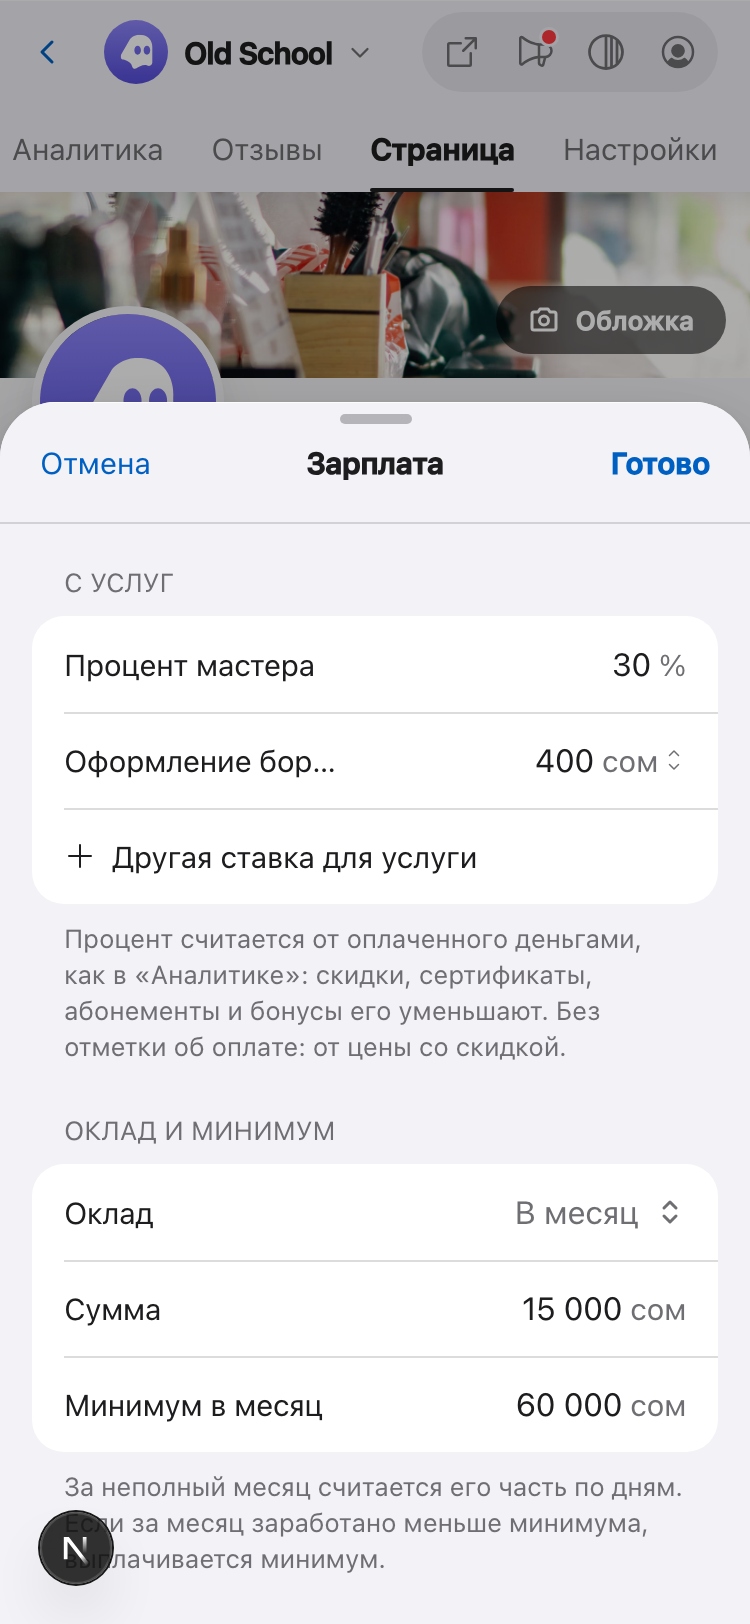 Old School
Аналитика Отзывы Страница Настройки
Обложка
Отмена Зарплата Готово
С УСЛУГ
Процент мастера 30 %
Оформление бор... 400 сом
+ Другая ставка для услуги
Процент считается от оплаченного деньгами,
как в «Аналитике»: скидки, сертификаты,
абонементы и бонусы его уменьшают. Без
отметки об оплате: от цены со скидкой.
ОКЛАД И МИНИМУМ
Оклад В месяц
Сумма 15 000 сом
Минимум в месяц 60 000 сом
За неполный месяц считается его часть по дням.
Если за месяц заработано меньше минимума,
выплачивается минимум.
N